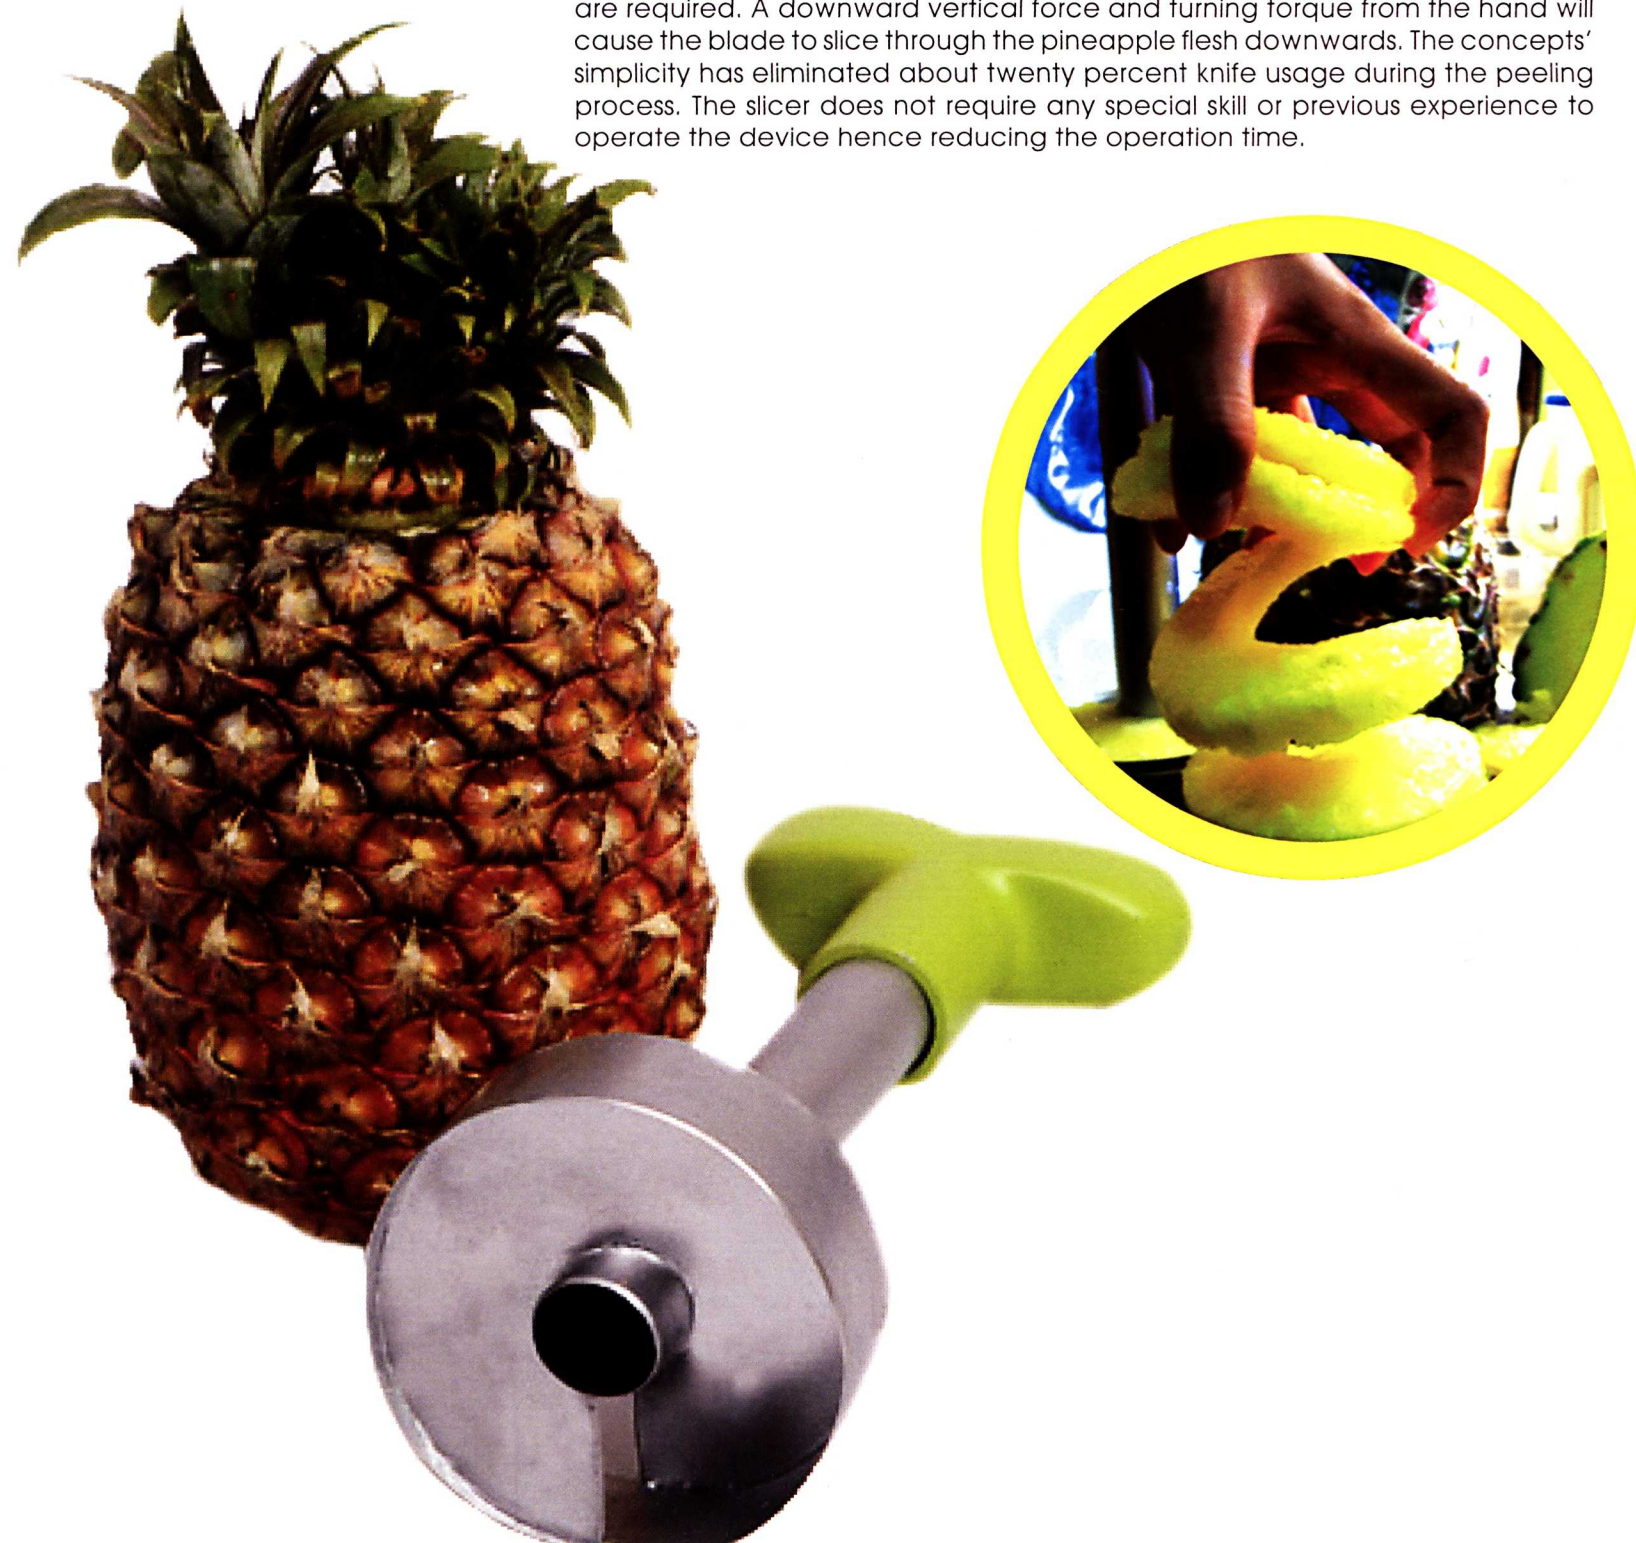 are required. A downward vertical force and turning torque from the hand will
cause the blade to slice through the pineapple flesh downwards. The concepts'
simplicity has eliminated about twenty percent knife usage during the peeling
process. The slicer does not require any special skill or previous experience to
operate the device hence reducing the operation time.